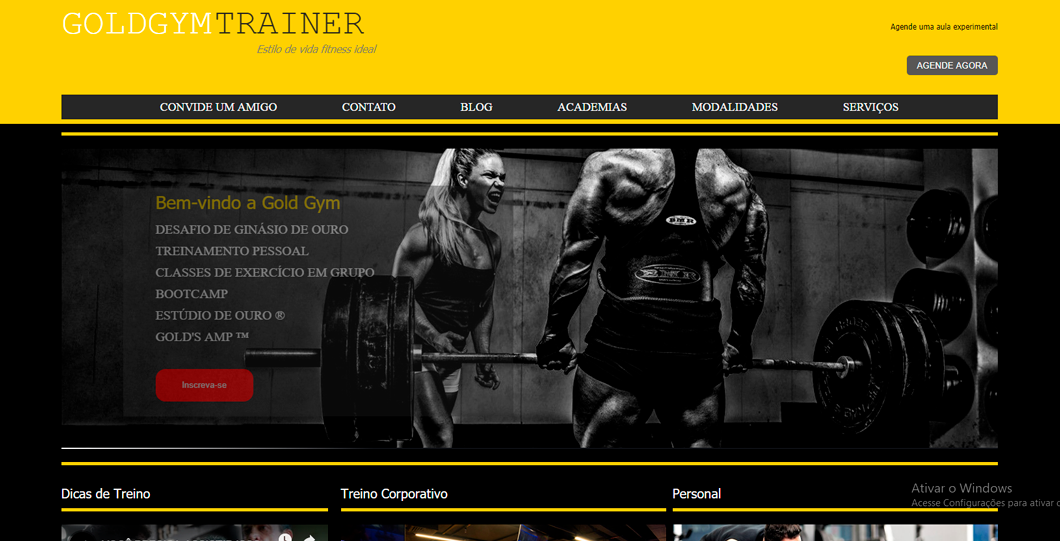 GOLDGYMTRAINER
Estilo de vida fitness ideal
Agende uma aula experimental
AGENDE AGORA
CONVIDE UM AMIGO CONTATO BLOG ACADEMIAS MODALIDADES SERVIÇOS
Bem-vindo a Gold Gym
DESAFIO DE GINÁSIO DE OURO
TREINAMENTO PESSOAL
CLASSES DE EXERCÍCIO EM GRUPO
BOOTCAMP
ESTÚDIO DE OURO ®
GOLD'S AMP ™
Inscreva-se
Dicas de Treino Treino Corporativo Personal
Ativar o Windows
Acesse Configurações para ativar o